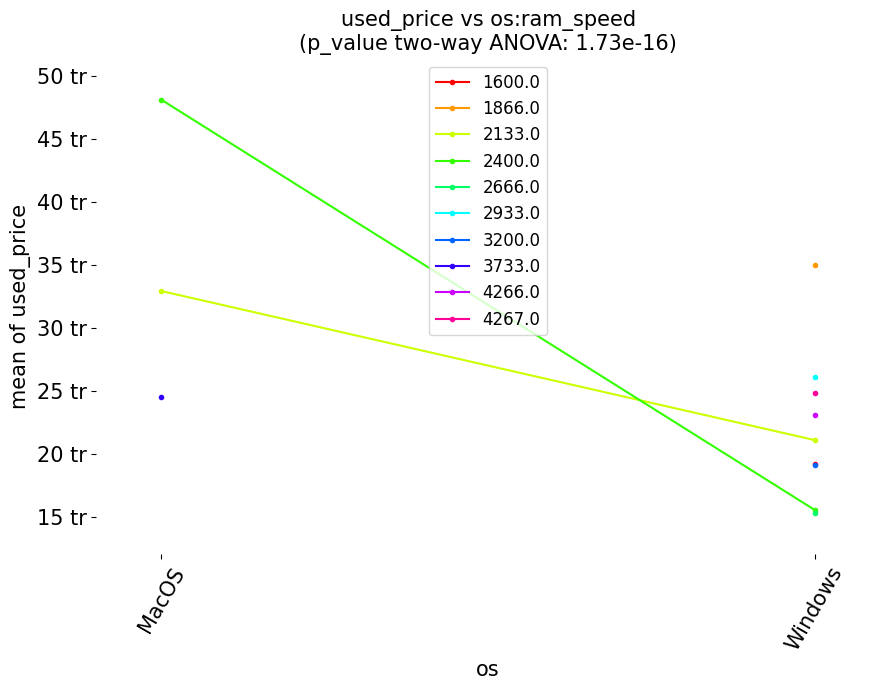 used_price vs os:ram_speed
(p_value two-way ANOVA: 1.73e-16)
50 tr
45 tr
40 tr
35 tr
30 tr
25 tr
20 tr
15 tr
mean of used_price
1600.0
1866.0
2133.0
2400.0
2666.0
2933.0
3200.0
3733.0
4266.0
4267.0
MacOS
Windows
os